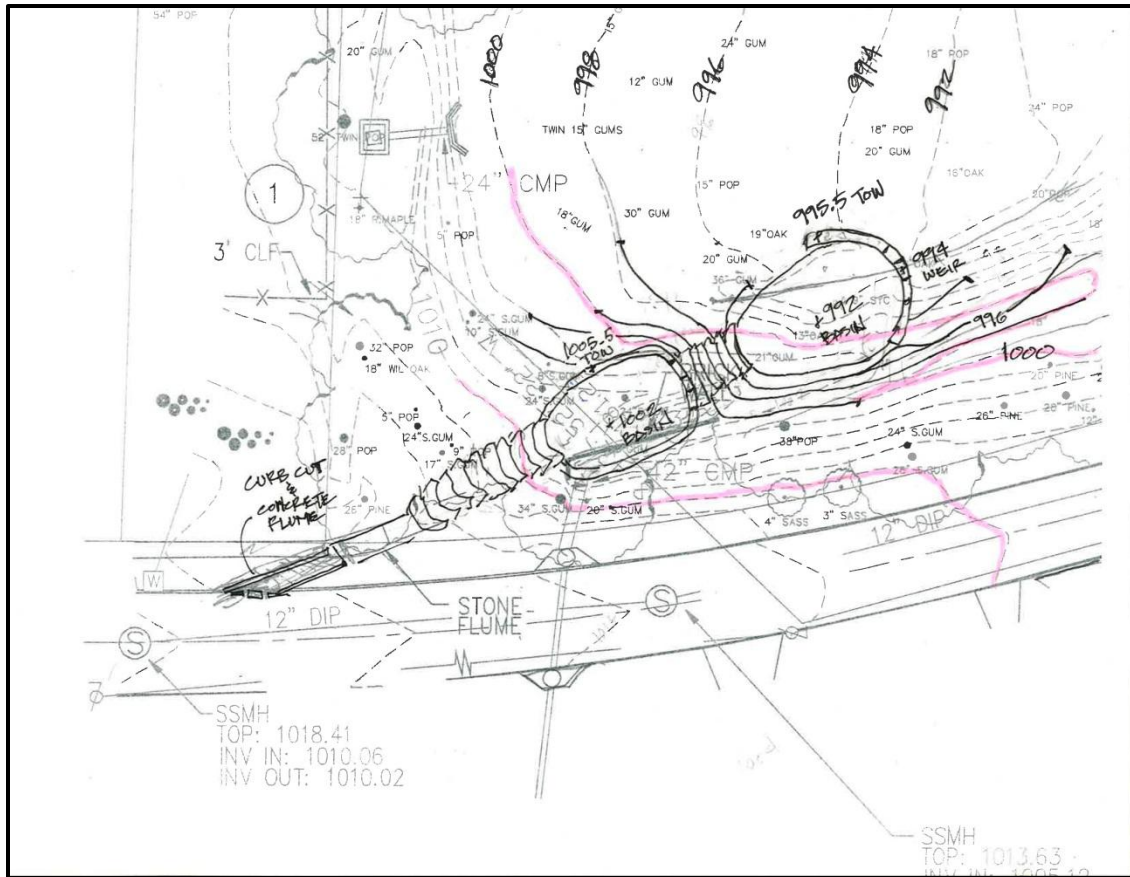 54" POP
15"
20" GUM
24" GUM
18" POP
12" GUM
24" POP
1000
998
996
994
992
52" TWIN POP
TWIN 15" GUMS
18" POP
20" GUM
1
24" CMP
15" POP
16"OAK
18" R.MAPLE
995.5 TOW
18"GUM
30" GUM
5" POP
19"OAK
3' CLF
20" GUM
994
WEIR
36" GUM
1010
+992
BASIN
24" S.GUM
10" S.GUM
996
1005.5
TOW
21"GUM
1000
32" POP
18" WIL OAK
20" PINE
24"S.GUM
+1002
BASIN
26" PINE
5" POP
24"S.GUM
9"
38"POP
24" S.GUM
28" POP
17" S.GUM
12" CMP
28" S.GUM
CURB CUT
&
CONCRETE
FLUME
26" PINE
34" S.GUM
20" S.GUM
4" SASS
3" SASS
12" DIP
W
STONE
FLUME
12" DIP
S
S
SSMH
TOP: 1018.41
INV IN: 1010.06
INV OUT: 1010.02
SSMH
TOP: 1013.63